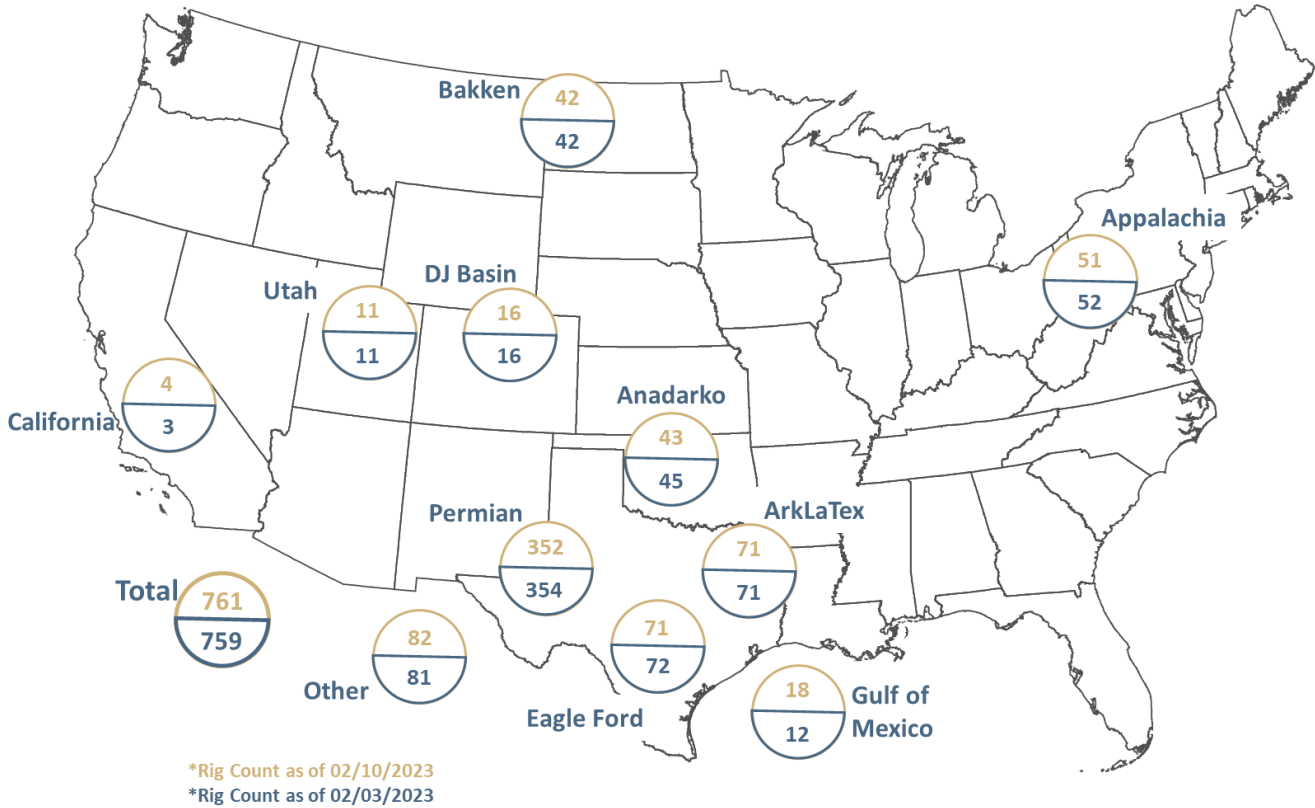 Bakken
42
42
Appalachia
51
52
Utah
11
11
DJ Basin
16
16
California
4
3
Anadarko
43
45
Permian
352
354
ArkLaTex
71
71
Total
761
759
Other
82
81
Eagle Ford
71
72
Gulf of
Mexico
18
12
*Rig Count as of 02/10/2023
*Rig Count as of 02/03/2023